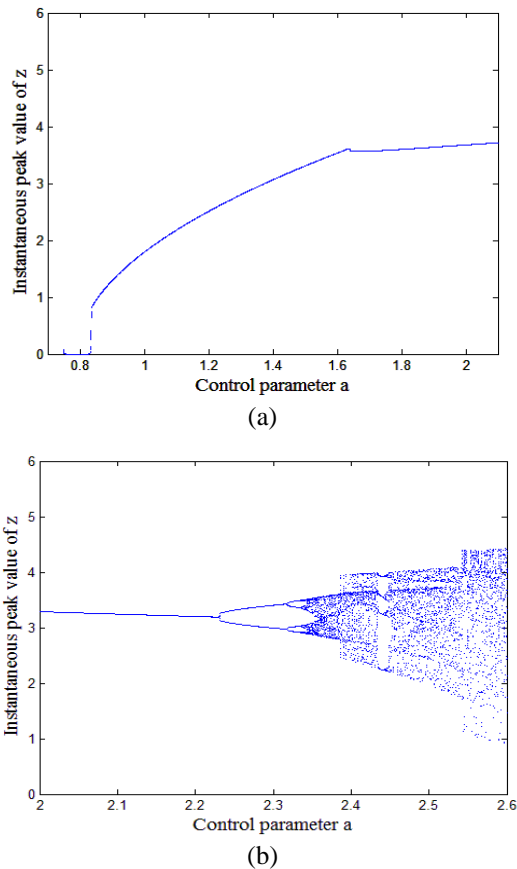 Instantaneous peak value of z
6
5
4
3
2
1
0
0.8 1 1.2 1.4 1.6 1.8 2
Control parameter a
(a)
Instantaneous peak value of z
6
5
4
3
2
1
0
2 2.1 2.2 2.3 2.4 2.5 2.6
Control parameter a
(b)